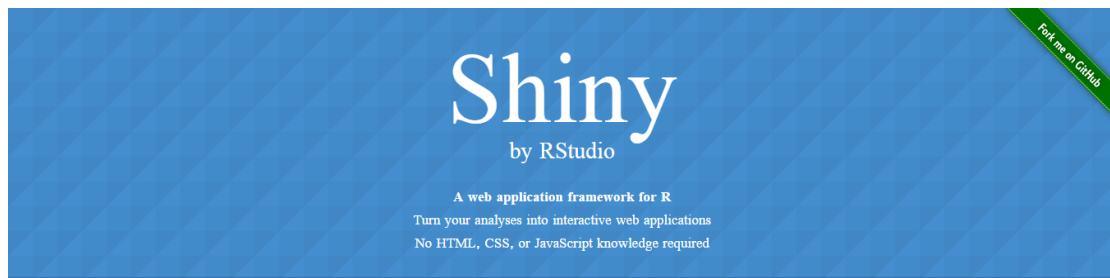 Fork me on GitHub
Shiny
by RStudio
A web application framework for R
Turn your analyses into interactive web applications
No HTML, CSS, or JavaScript knowledge required